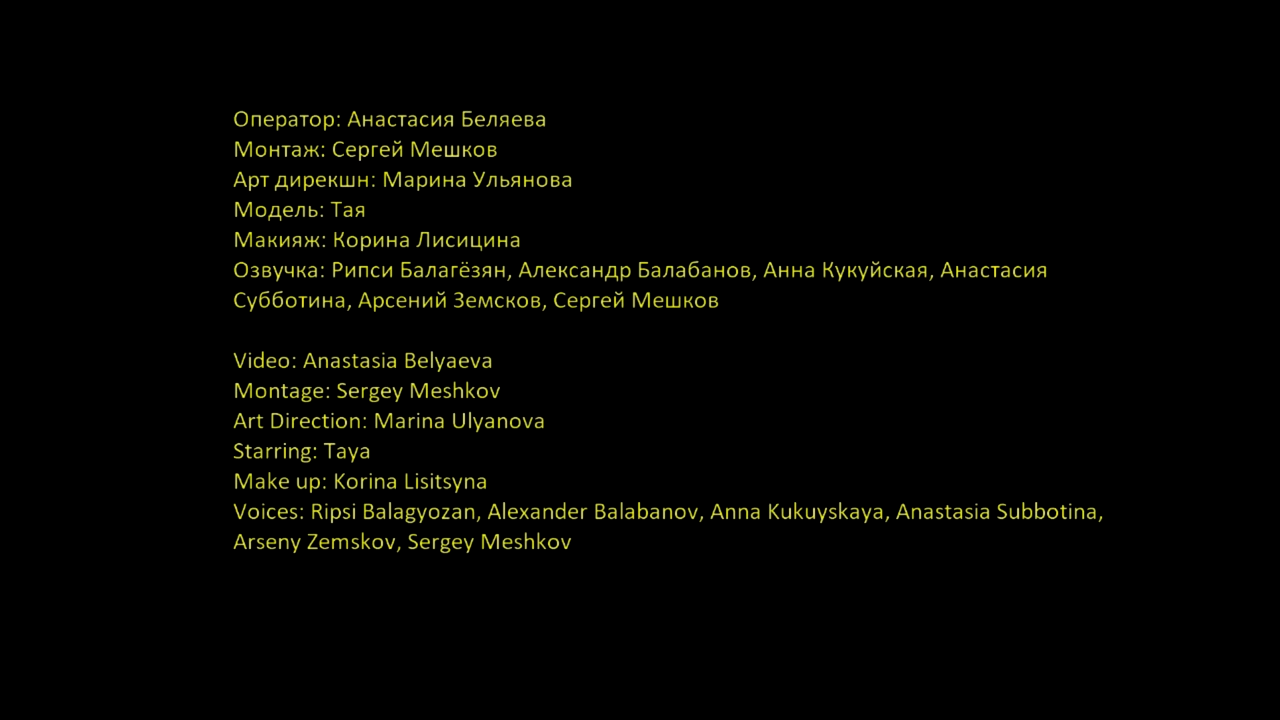 Оператор: Анастасия Беляева
Монтаж: Сергей Мешков
Арт дирекшн: Марина Ульянова
Модель: Тая
Макияж: Корина Лисицина
Озвучка: Рипси Балагёзян, Александр Балабанов, Анна Кукуйская, Анастасия
Субботина, Арсений Земсков, Сергей Мешков
Video: Anastasia Belyaeva
Montage: Sergey Meshkov
Art Direction: Marina Ulyanova
Starring: Taya
Make up: Korina Lisitsyna
Voices: Ripsi Balagyozan, Alexander Balabanov, Anna Kukuyskaya, Anastasia Subbotina,
Arseny Zemskov, Sergey Meshkov